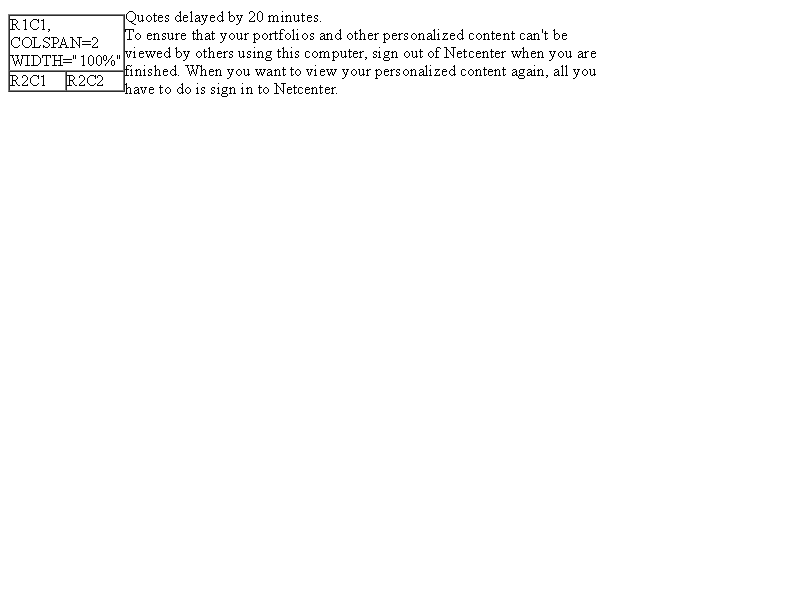 R1C1,
COLSPAN=2
WIDTH="100%"
R2C1 R2C2
Quotes delayed by 20 minutes.
To ensure that your portfolios and other personalized content can't be
viewed by others using this computer, sign out of Netcenter when you are
finished. When you want to view your personalized content again, all you
have to do is sign in to Netcenter.